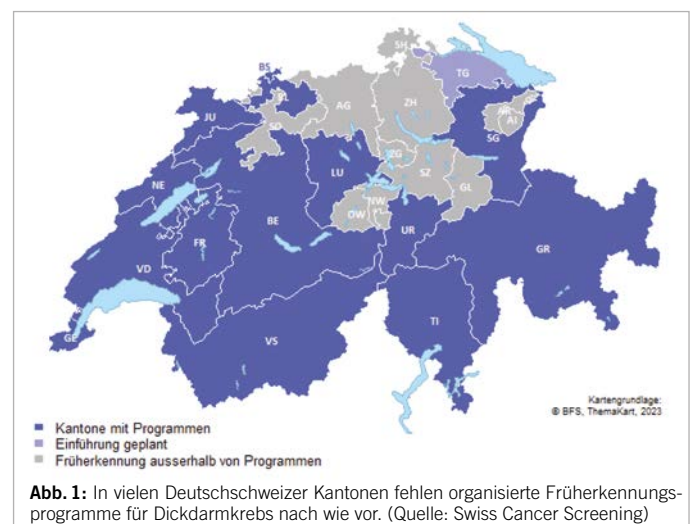 SH
BS
TG
BL
JU
AG
ZH
SO
AR
AI
SG
NE
LU
ZG
SZ
GL
BE
NW
OW
FR
UR
GR
VD
GE
VS
TI
Kartengrundlage:
© BFS, ThemaKart, 2023
Kantone mit Programmen
Einführung geplant
Früherkennung ausserhalb von Programmen
Abb. 1: In vielen Deutschschweizer Kantonen fehlen organisierte Früherkennungs-
programme für Dickdarmkrebs nach wie vor. (Quelle: Swiss Cancer Screening)